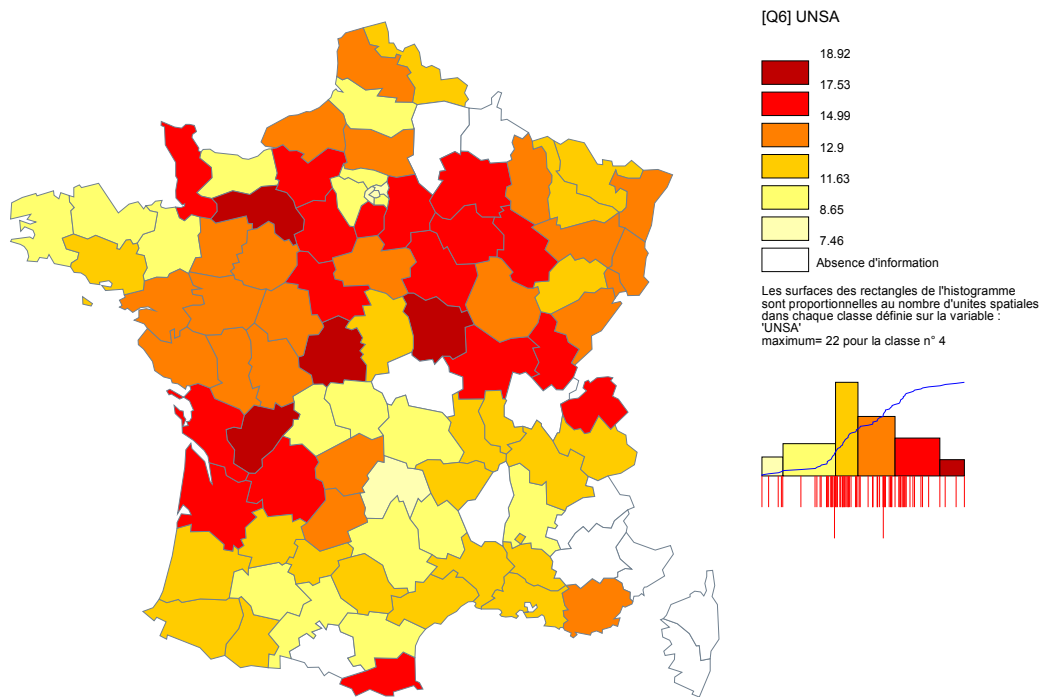 [Q6] UNSA
18.92
17.53
14.99
12.9
11.63
8.65
7.46
Absence d'information
Les surfaces des rectangles de l'histogramme
sont proportionnelles au nombre d'unites spatiales
dans chaque classe définie sur la variable :
'UNSA'
maximum= 22 pour la classe n° 4